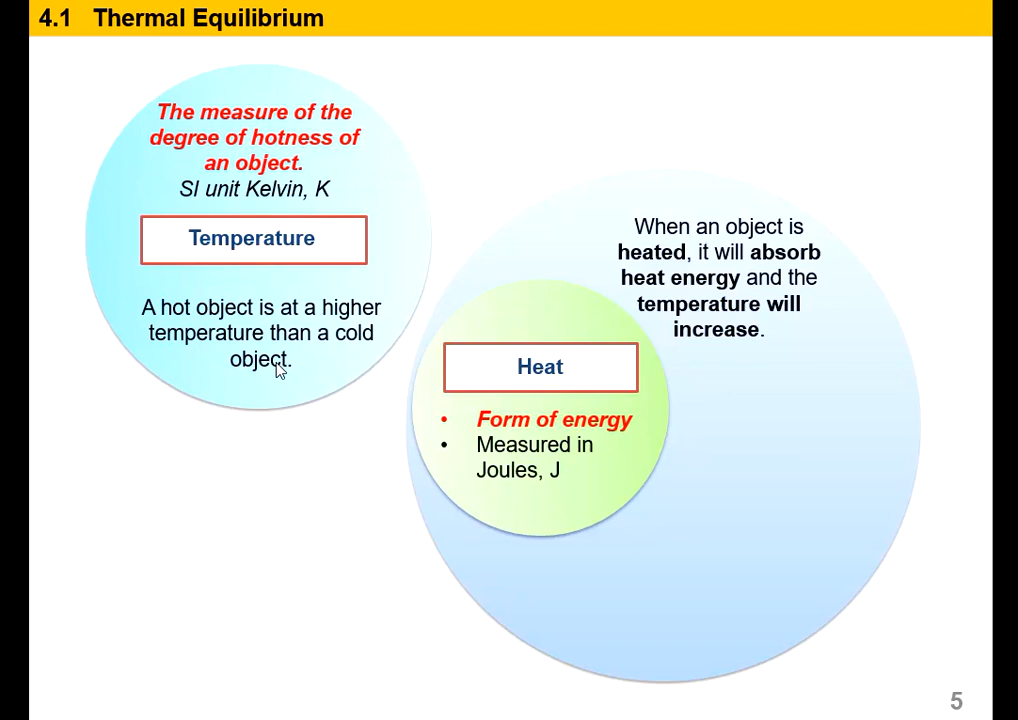 4.1 Thermal Equilibrium
The measure of the
degree of hotness of
an object.
SI unit Kelvin, K
Temperature
A hot object is at a higher
temperature than a cold
object.
When an object is
heated, it will absorb
heat energy and the
temperature will
increase.
Heat
• Form of energy
• Measured in
Joules, J
5